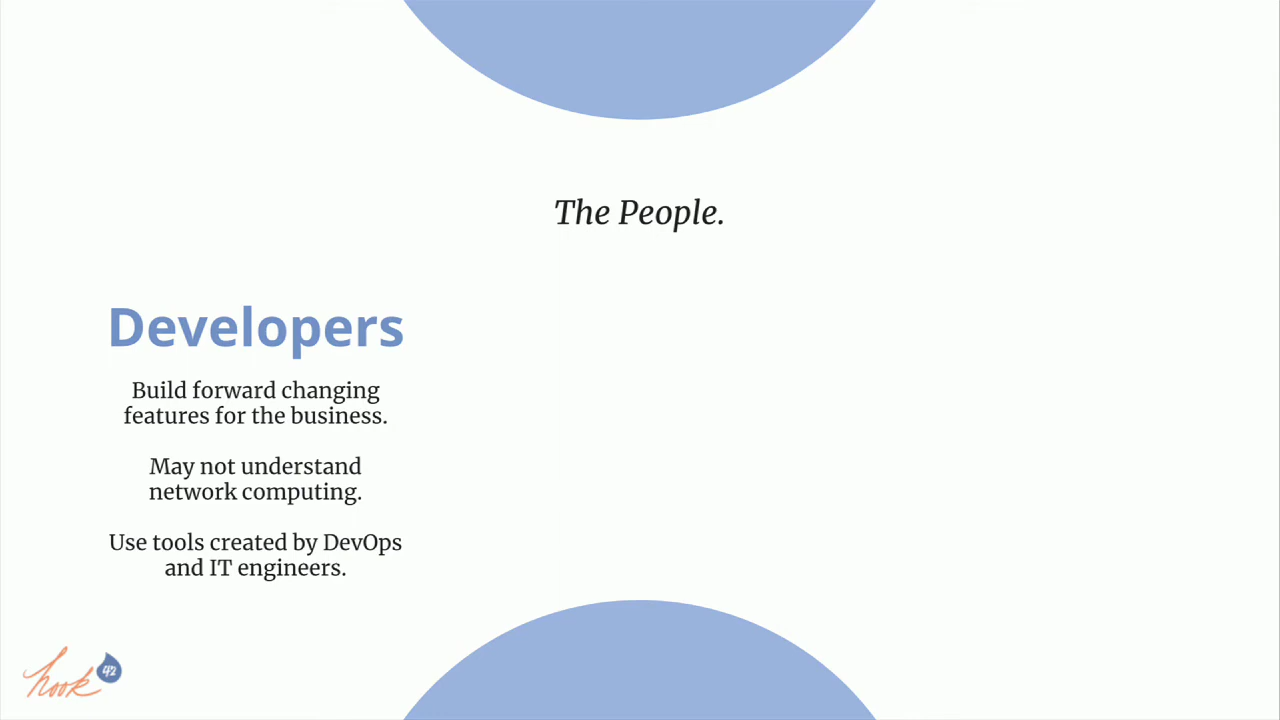 The People.
Developers
Build forward changing
features for the business.
May not understand
network computing.
Use tools created by DevOps
and IT engineers.
hook 42